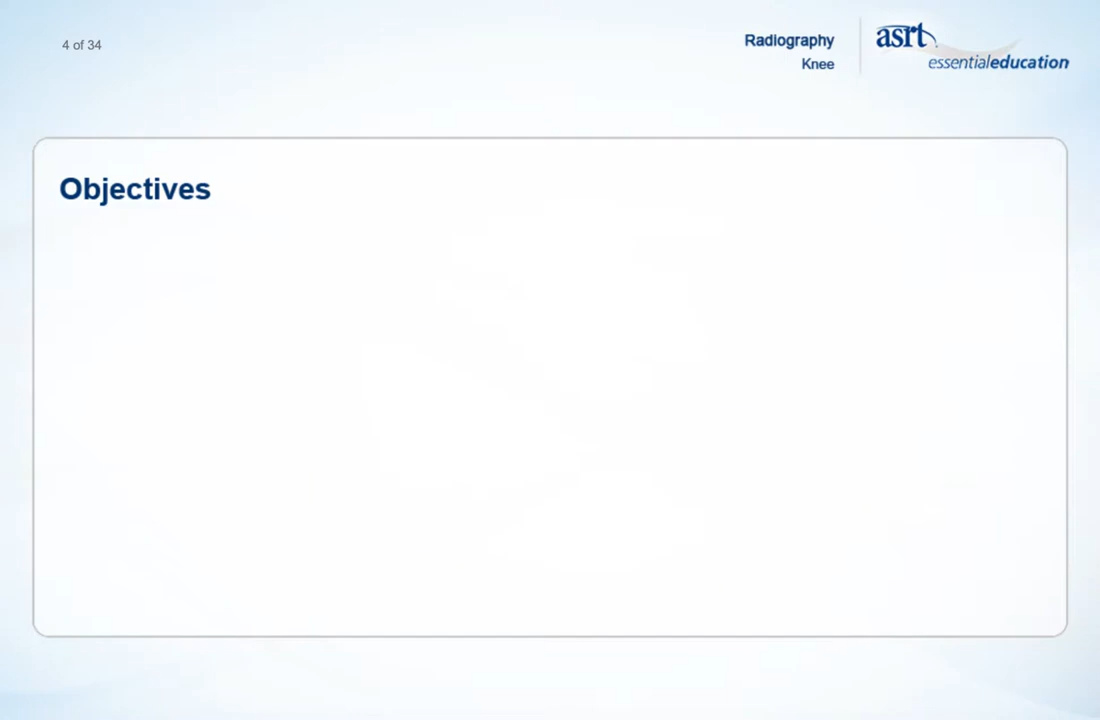 4 of 34
Radiography
Knee
asrt
essentialeducation
Objectives